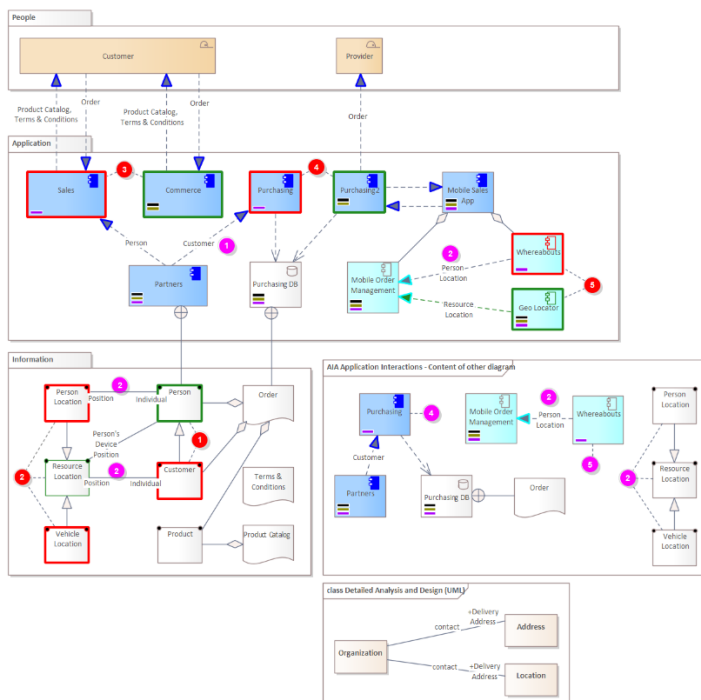 People
Customer
Provider
Product Catalog,
Terms & Conditions
Order
Product Catalog,
Terms & Conditions
Order
Order
Application
Sales
3
Commerce
Purchasing
4
Purchasing2
Mobile Sales
App
Person
Customer
1
Partners
Purchasing DB
Mobile Order
Management
2
Person
Location
Whereabouts
5
Resource
Location
Geo Locator
Information
Person
Location
2
Position
Individual
Person
Order
Person's
Device
Position
1
2
Resource
Location
2
Position
Individual
Customer
Terms &
Conditions
Vehicle
Location
Product
Product Catalog
AIA Application Interactions - Content of other diagram
Purchasing
4
Customer
Partners
Purchasing DB
Order
Mobile Order
Management
2
Person
Location
Whereabouts
5
Person
Location
2
Resource
Location
Vehicle
Location
class Detailed Analysis and Design (UML)
Organization
contact
+Delivery
Address
Address
contact
+Delivery
Address
Location